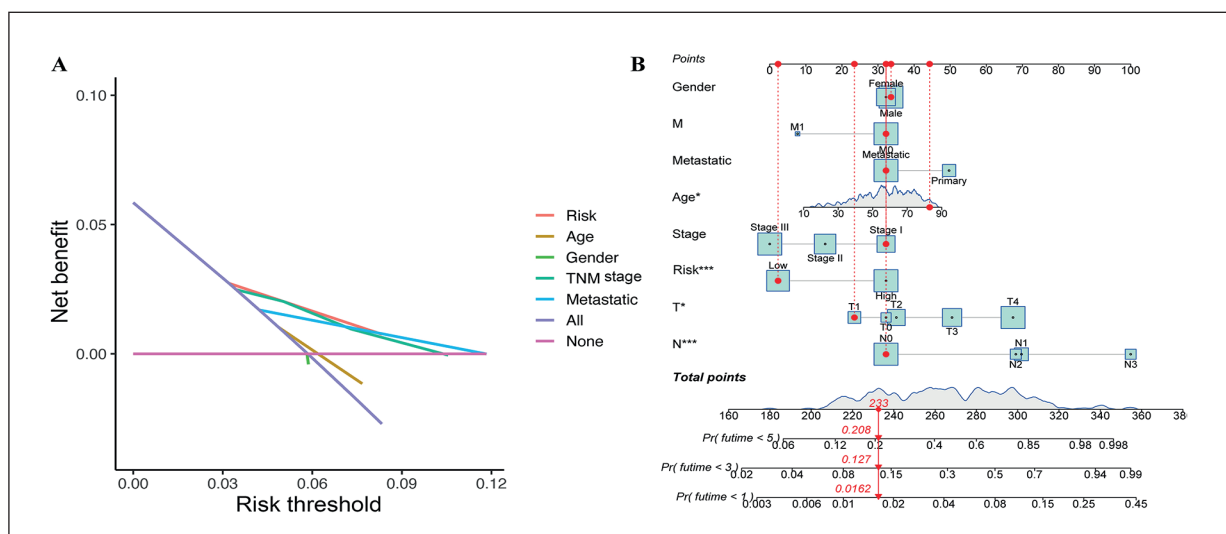 A
0.10
0.05
0.00
0.00 0.03 0.06 0.09 0.12
Risk threshold
Net benefit
Risk
Age
Gender
TNM stage
Metastatic
All
None
B
Points
0 10 20 30 40 50 60 70 80 90 100
Gender
Female
Male
M
M1
M0
Metastatic
Metastatic
Primary
Age*
10 30 50 70 90
Stage
Stage III
Stage II
Stage I
Risk***
Low
High
T*
T1
T0
T2
T3
T4
N***
N0
N2
N1
N3
Total points
233
160 180 200 220 240 260 280 300 320 340 360 38
0.208
Pr( futime < 5 )
0.06 0.12 0.2 0.4 0.6 0.85 0.98 0.998
0.127
Pr( futime < 3 )
0.02 0.04 0.08 0.15 0.3 0.5 0.7 0.94 0.99
0.0162
Pr( futime < 1 )
0.003 0.006 0.01 0.02 0.04 0.08 0.15 0.25 0.45